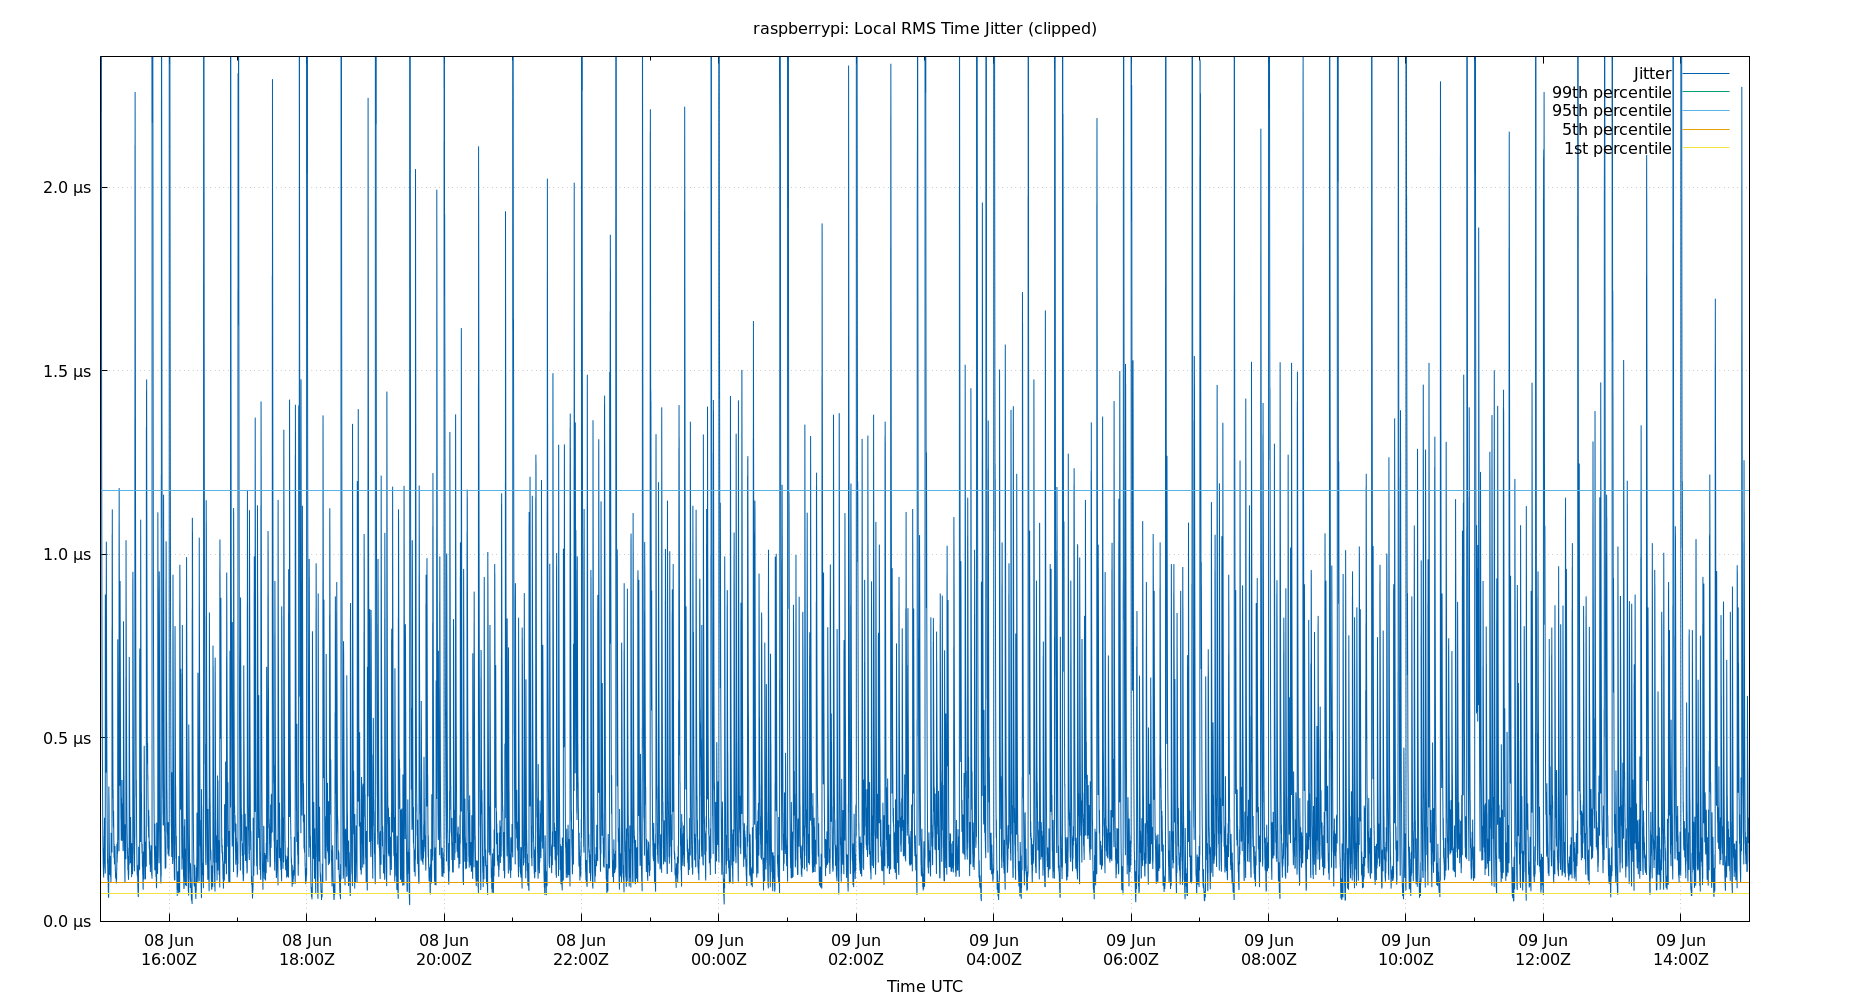 raspberrypi: Local RMS Time Jitter (clipped)
Jitter
99th percentile
95th percentile
5th percentile
1st percentile
2.0 µs
1.5 µs
1.0 µs
0.5 µs
0.0 µs
08 Jun 08 Jun 08 Jun 08 Jun 09 Jun 09 Jun 09 Jun 09 Jun 09 Jun 09 Jun 09 Jun 09 Jun
16:00Z 18:00Z 20:00Z 22:00Z 00:00Z 02:00Z 04:00Z 06:00Z 08:00Z 10:00Z 12:00Z 14:00Z
Time UTC